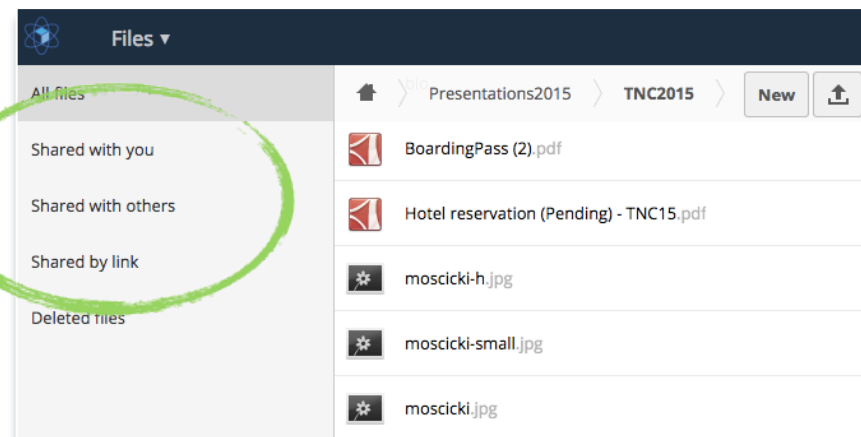 Files ▾
All files
Presentations2015
TNC2015
New
Shared with you
BoardingPass (2).pdf
Shared with others
Hotel reservation (Pending) - TNC15.pdf
Shared by link
moscicki-h.jpg
Deleted files
moscicki-small.jpg
moscicki.jpg